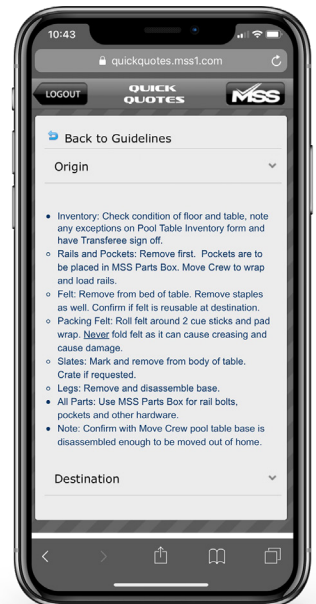 10:43
quickquotes.mss1.com
LOGOUT
QUICK
QUOTES
MSS
Back to Guidelines
Origin
Inventory: Check condition of floor and table, note
any exceptions on Pool Table Inventory form and
have Transferee sign off.
Rails and Pockets: Remove first. Pockets are to
be placed in MSS Parts Box. Move Crew to wrap
and load rails.
Felt: Remove from bed of table. Remove staples
as well. Confirm if felt is reusable at destination.
Packing Felt: Roll felt around 2 cue sticks and pad
wrap. Never fold felt as it can cause creasing and
cause damage.
Slates: Mark and remove from body of table.
Crate if requested.
Legs: Remove and disassemble base.
All Parts: Use MSS Parts Box for rail bolts,
pockets and other hardware.
Note: Confirm with Move Crew pool table base is
disassembled enough to be moved out of home.
Destination